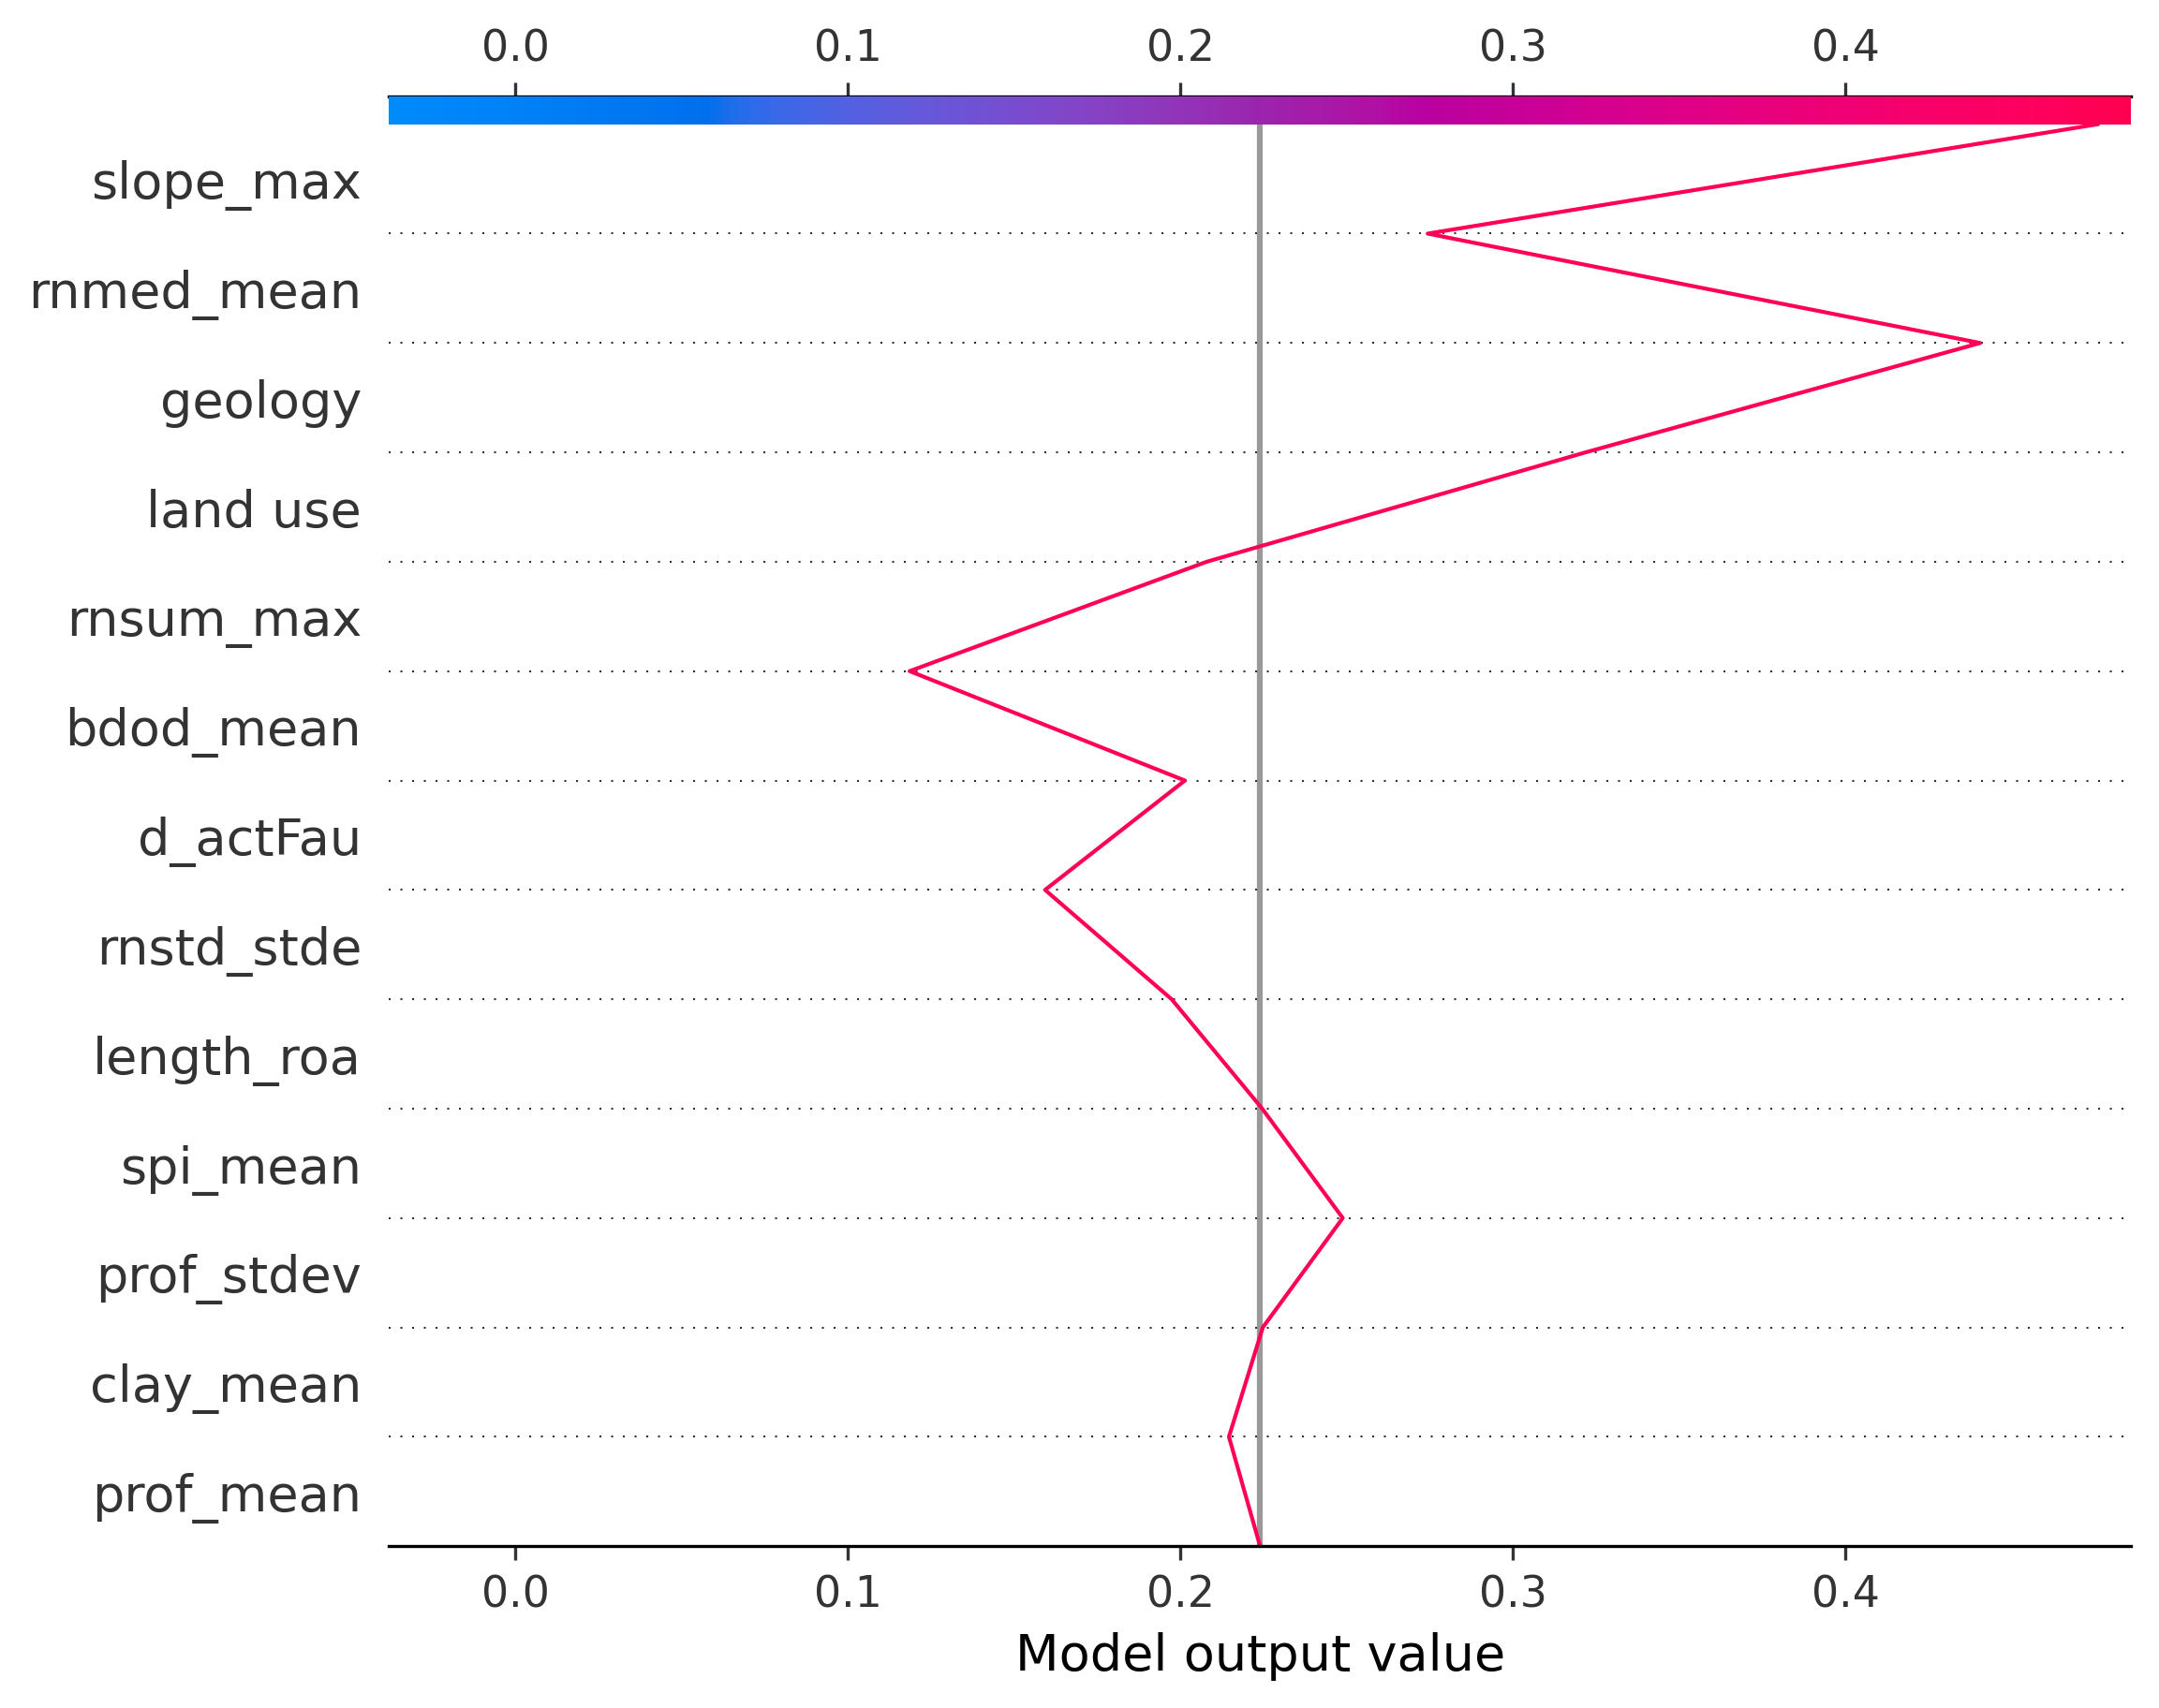 0.0 0.1 0.2 0.3 0.4
slope_max
rnmed_mean
geology
land use
rnsum_max
bdod_mean
d_actFau
rnstd_stde
length_roa
spi_mean
prof_stdev
clay_mean
prof_mean
0.0 0.1 0.2 0.3 0.4
Model output value